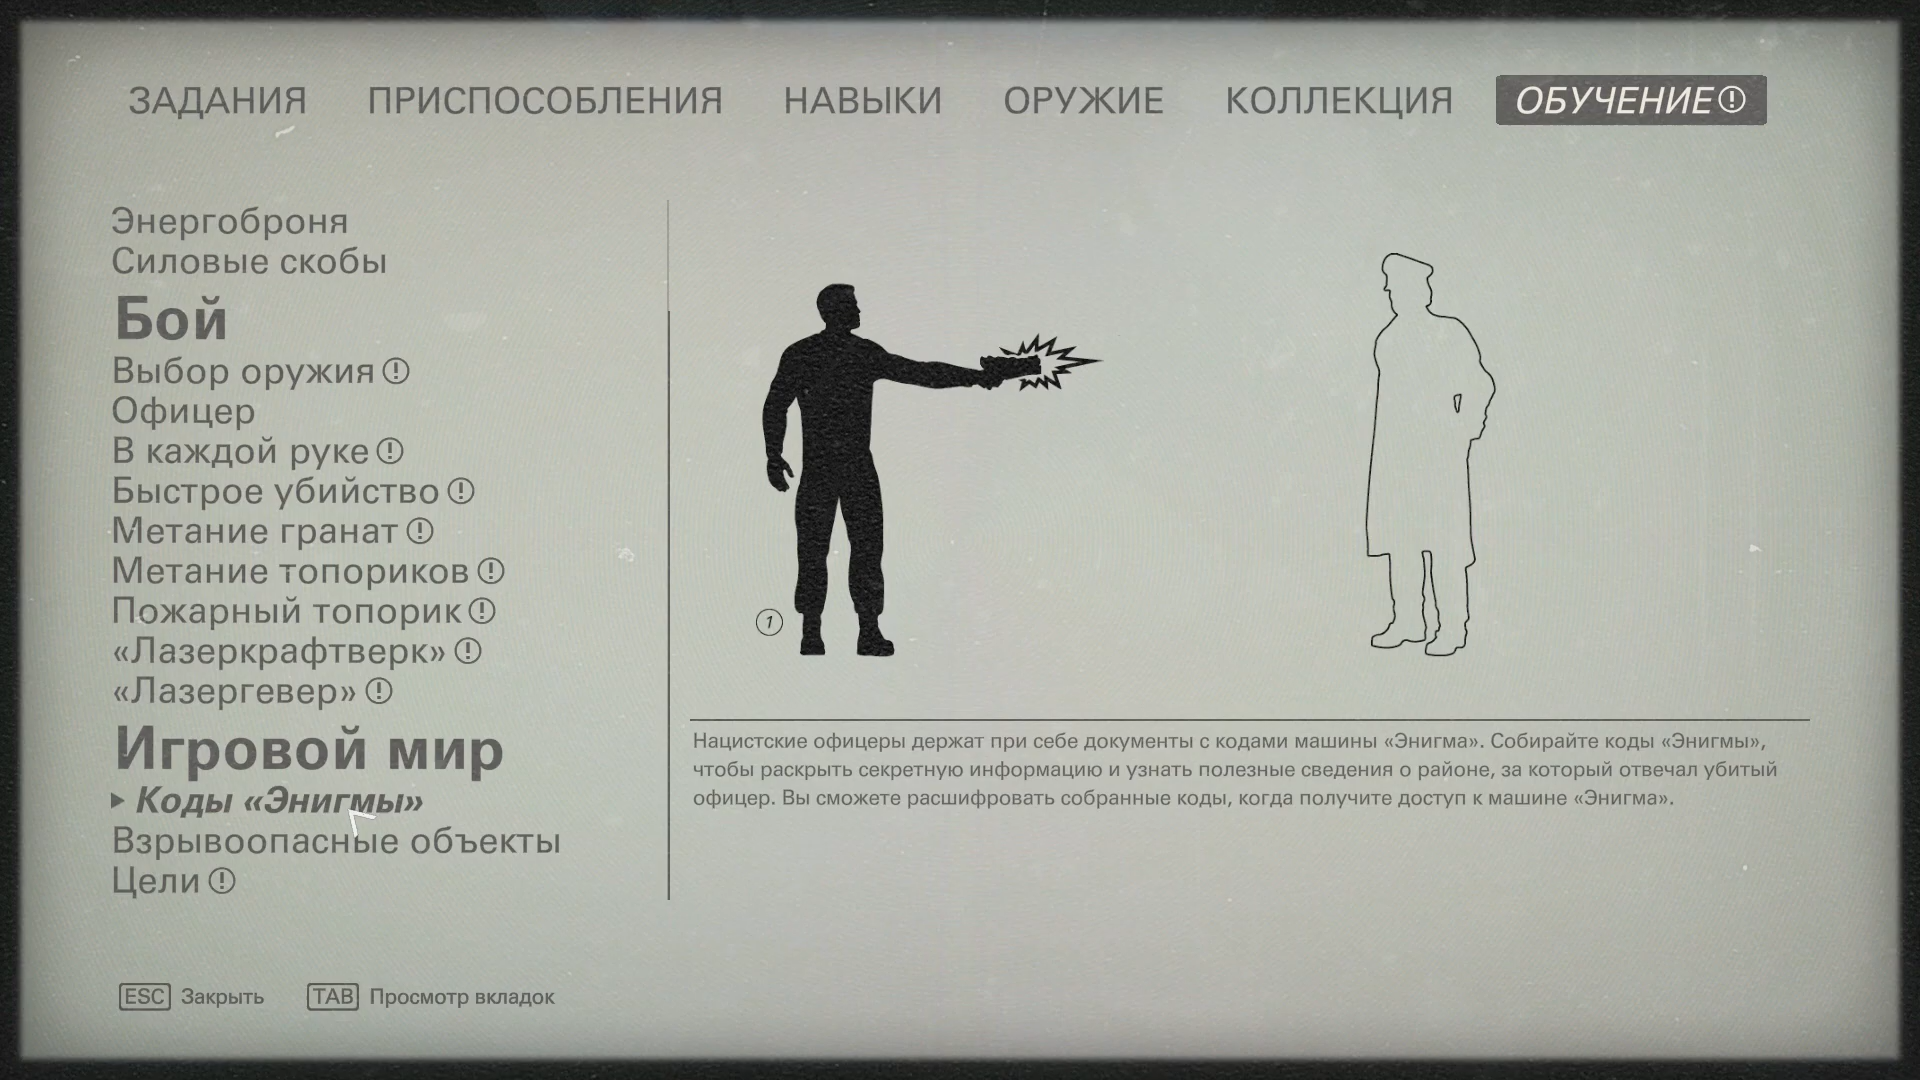 ЗАДАНИЯ ПРИСПОСОБЛЕНИЯ НАВЫКИ ОРУЖИЕ КОЛЛЕКЦИЯ ОБУЧЕНИЕ
Энергоброня
Силовые скобы
Бой
Выбор оружия
Офицер
В каждой руке
Быстрое убийство
Метание гранат
Метание топориков
Пожарный топорик
«Лазеркрафтверк»
«Лазергевер»
Игровой мир
Коды «Энигмы»
Взрывоопасные объекты
Цели
1
Нацистские офицеры держат при себе документы с кодами машины «Энигма». Собирайте коды «Энигмы»,
чтобы раскрыть секретную информацию и узнать полезные сведения о районе, за который отвечал убитый
офицер. Вы сможете расшифровать собранные коды, когда получите доступ к машине «Энигма».
ESC Закрыть TAB Просмотр вкладок